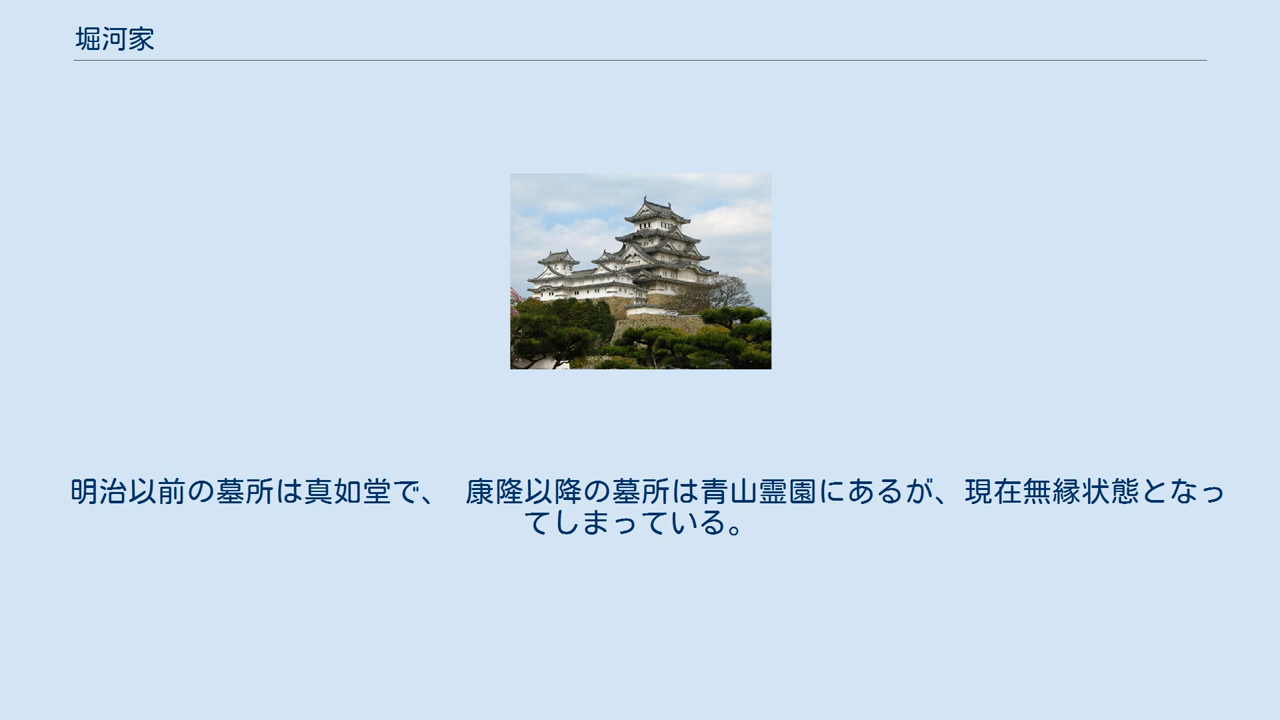 堀河家
明治以前の墓所は真如堂で、 康隆以降の墓所は青山霊園にあるが、現在無縁状態となっ
てしまっている。